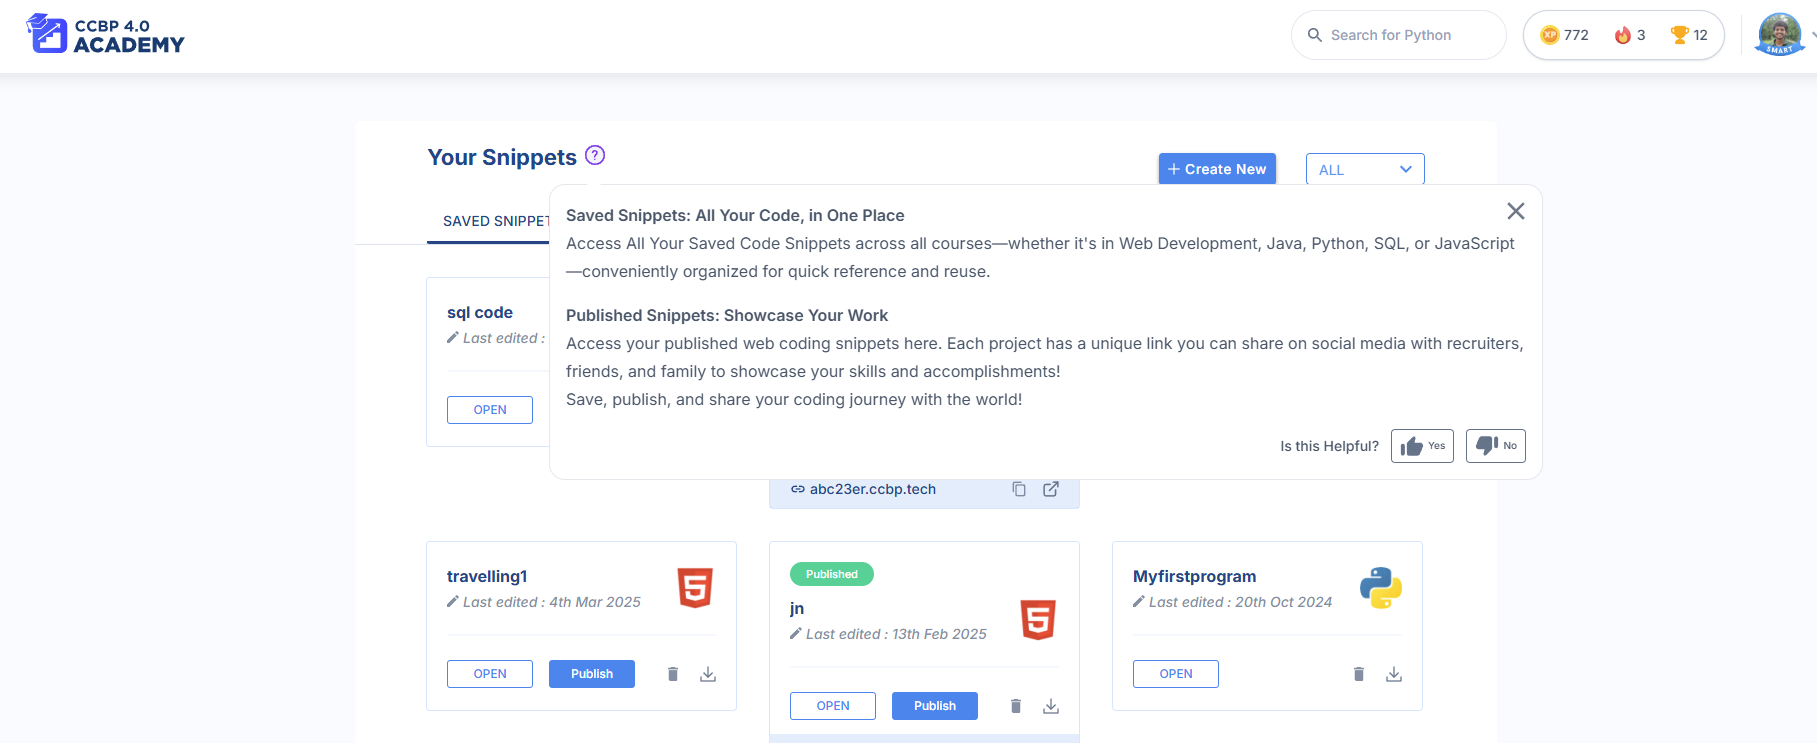 CCBP 4.0
ACADEMY
Search for Python
XP 772
3
12
SMART
Your Snippets ?
+ Create New
ALL
SAVED SNIPPET
Saved Snippets: All Your Code, in One Place
Access All Your Saved Code Snippets across all courses—whether it's in Web Development, Java, Python, SQL, or JavaScript
—conveniently organized for quick reference and reuse.
Published Snippets: Showcase Your Work
Access your published web coding snippets here. Each project has a unique link you can share on social media with recruiters,
friends, and family to showcase your skills and accomplishments!
Save, publish, and share your coding journey with the world!
Is this Helpful?
Yes
No
sql code
Last edited :
OPEN
abc23er.ccbp.tech
travelling1
Last edited : 4th Mar 2025
OPEN
Publish
Published
jn
Last edited : 13th Feb 2025
OPEN
Publish
Myfirstprogram
Last edited : 20th Oct 2024
OPEN